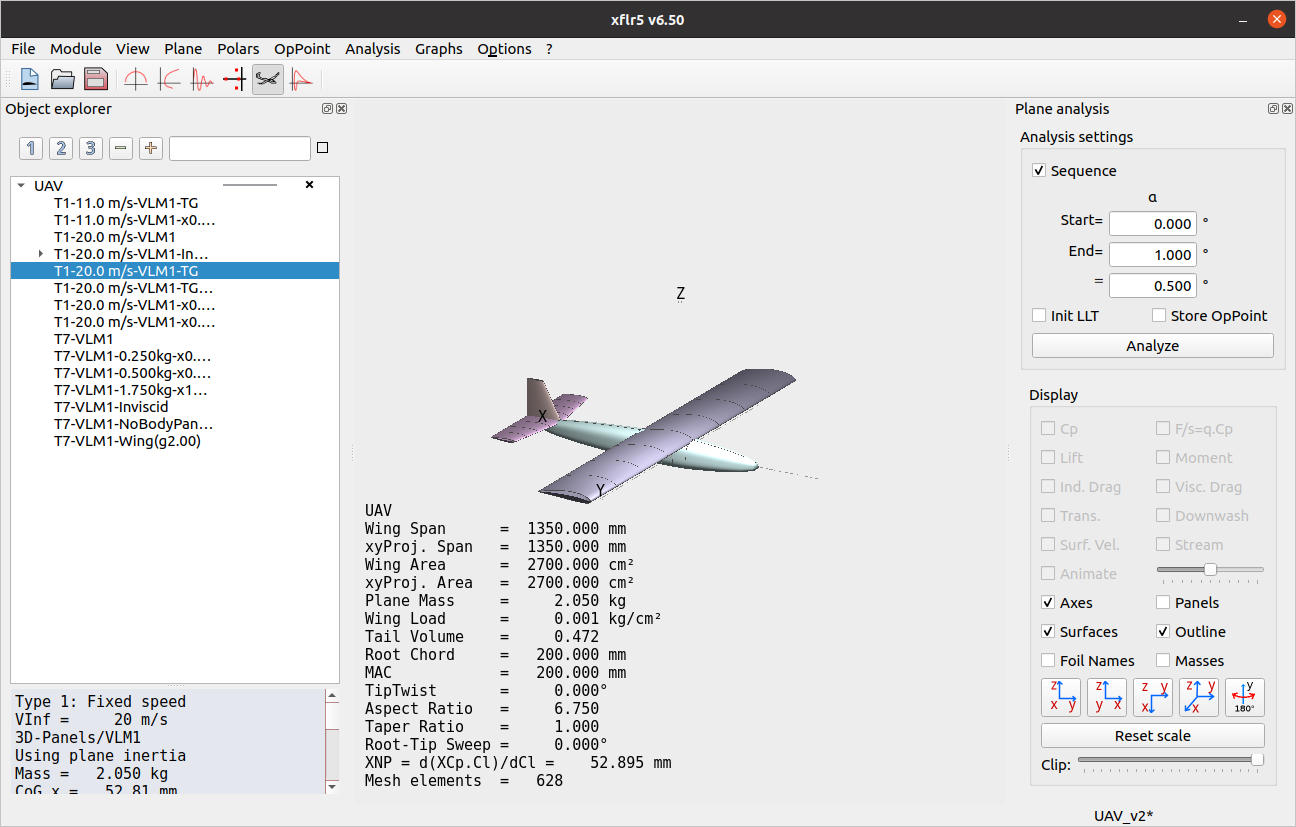 xflr5 v6.50
File Module View Plane Polars OpPoint Analysis Graphs Options ?
Object explorer
1 2 3 − +
UAV
T1-11.0 m/s-VLM1-TG
T1-11.0 m/s-VLM1-x0.…
T1-20.0 m/s-VLM1
T1-20.0 m/s-VLM1-In…
T1-20.0 m/s-VLM1-TG
T1-20.0 m/s-VLM1-TG…
T1-20.0 m/s-VLM1-x0.…
T1-20.0 m/s-VLM1-x0.…
T7-VLM1
T7-VLM1-0.250kg-x0.…
T7-VLM1-0.500kg-x0.…
T7-VLM1-1.750kg-x1…
T7-VLM1-Inviscid
T7-VLM1-NoBodyPan…
T7-VLM1-Wing(g2.00)
Type 1: Fixed speed
VInf = 20 m/s
3D-Panels/VLM1
Using plane inertia
Mass = 2.050 kg
CoG x = 52.81 mm
Z
X
Y
UAV
Wing Span = 1350.000 mm
xyProj. Span = 1350.000 mm
Wing Area = 2700.000 cm²
xyProj. Area = 2700.000 cm²
Plane Mass = 2.050 kg
Wing Load = 0.001 kg/cm²
Tail Volume = 0.472
Root Chord = 200.000 mm
MAC = 200.000 mm
TipTwist = 0.000°
Aspect Ratio = 6.750
Taper Ratio = 1.000
Root-Tip Sweep = 0.000°
XNP = d(XCp.Cl)/dCl = 52.895 mm
Mesh elements = 628
Plane analysis
Analysis settings
Sequence
α
Start= 0.000 °
End= 1.000 °
= 0.500 °
Init LLT Store OpPoint
Analyze
Display
Cp F/s=q.Cp
Lift Moment
Ind. Drag Visc. Drag
Trans. Downwash
Surf. Vel. Stream
Animate
Axes Panels
Surfaces Outline
Foil Names Masses
z x y z y x z y x z y x y 180°
Reset scale
Clip:
UAV_v2*